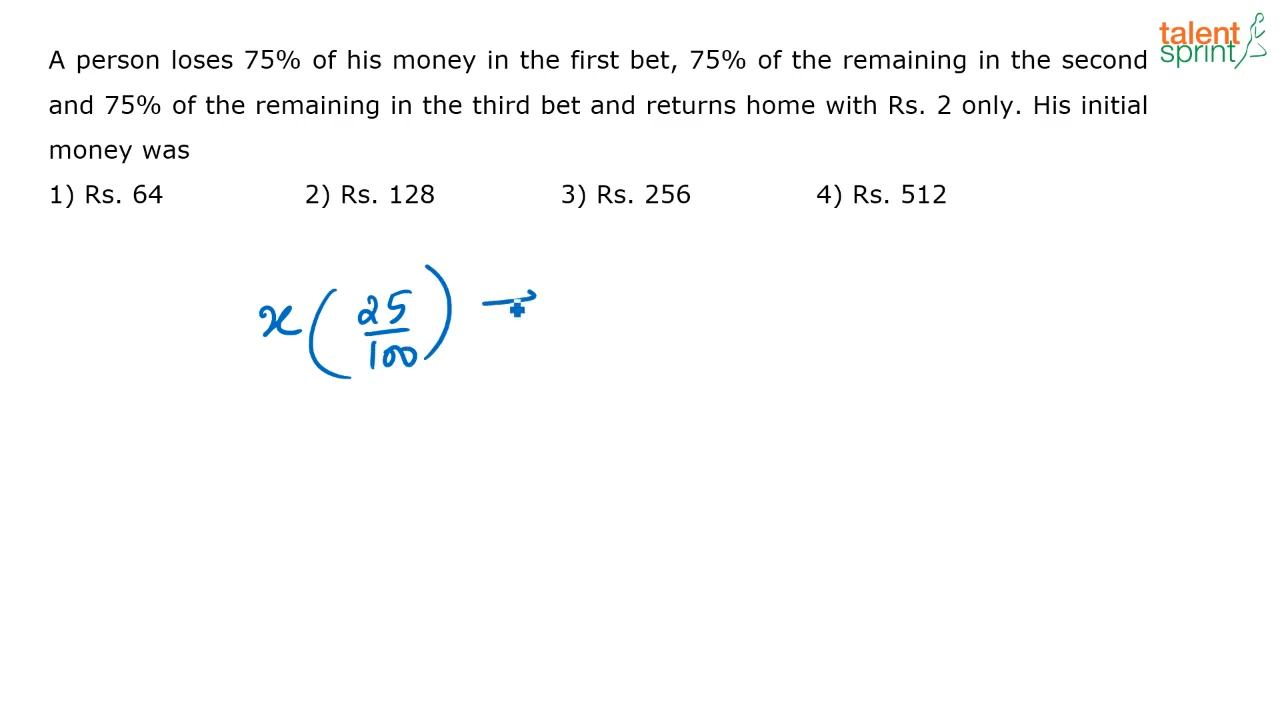 talent
sprint
A person loses 75% of his money in the first bet, 75% of the remaining in the second
and 75% of the remaining in the third bet and returns home with Rs. 2 only. His initial
money was
1) Rs. 64 2) Rs. 128 3) Rs. 256 4) Rs. 512
x(25/100) →